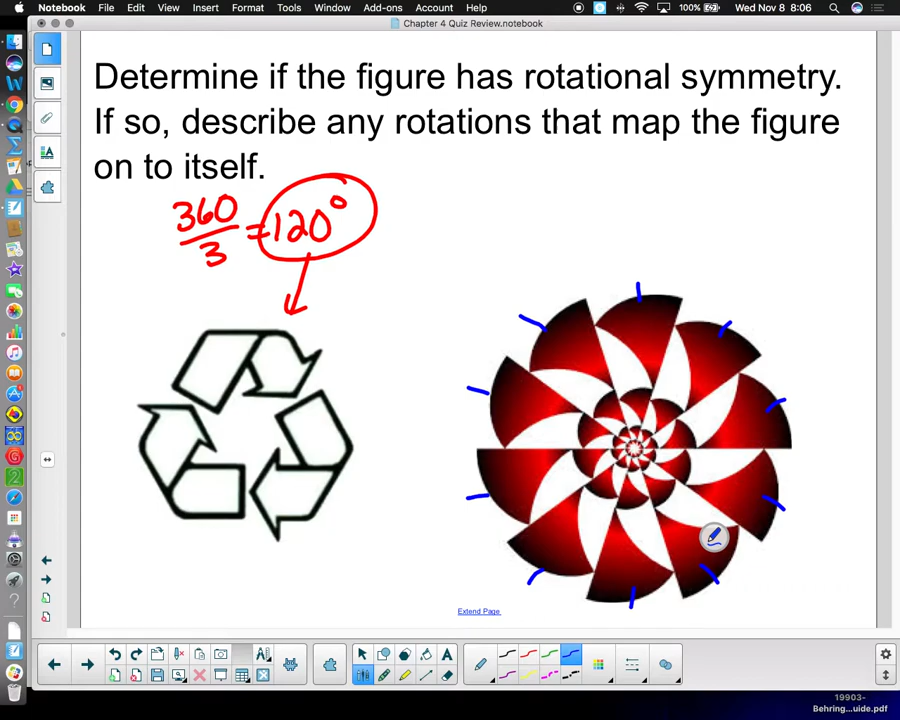 Notebook File Edit View Insert Format Tools Window Add-ons Account Help 100% Wed Nov 8 8:06
Chapter 4 Quiz Review.notebook
Determine if the figure has rotational symmetry.
If so, describe any rotations that map the figure
on to itself.
360
3
=120°
Extend Page
19903-
Behring...uide.pdf